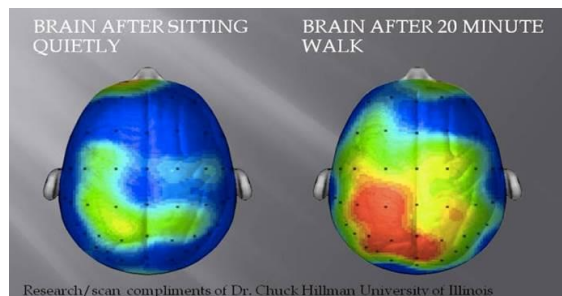 BRAIN AFTER SITTING
QUIETLY
BRAIN AFTER 20 MINUTE
WALK
Research/scan compliments of Dr. Chuck Hillman University of Illinois